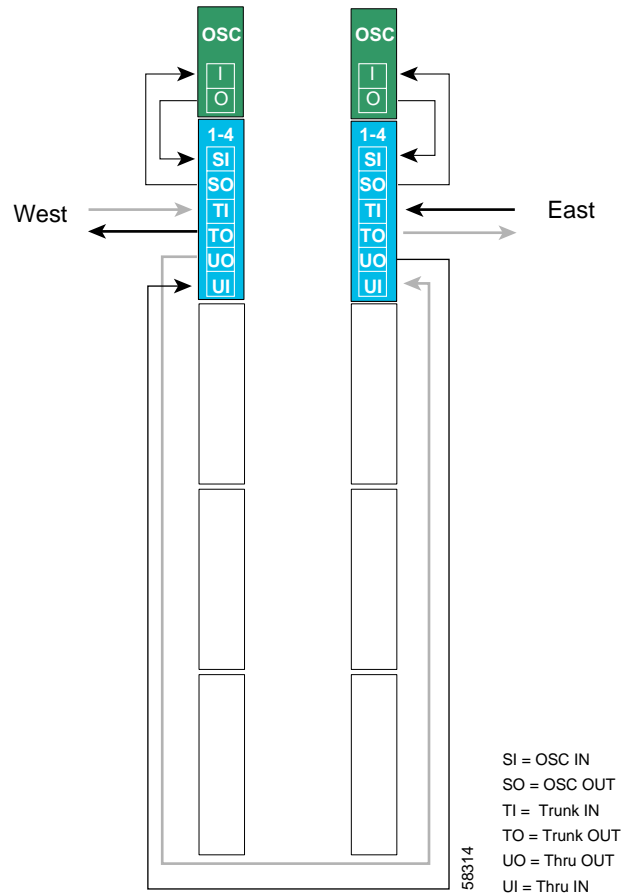 OSC
I
O
1-4
SI
SO
TI
TO
UO
UI
West
OSC
I
O
1-4
SI
SO
TI
TO
UO
UI
East
58314
SI = OSC IN
SO = OSC OUT
TI = Trunk IN
TO = Trunk OUT
UO = Thru OUT
UI = Thru IN